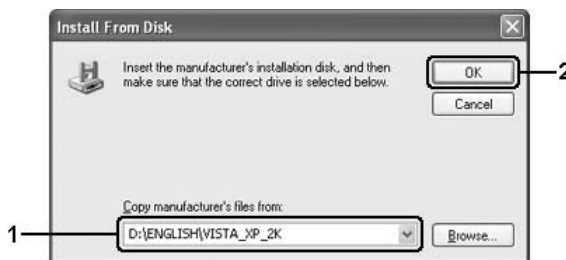 Install From Disk
Insert the manufacturer's installation disk, and then
make sure that the correct drive is selected below.
OK
2
Cancel
Copy manufacturer's files from:
1
D:\ENGLISH\VISTA_XP_2K
Browse...